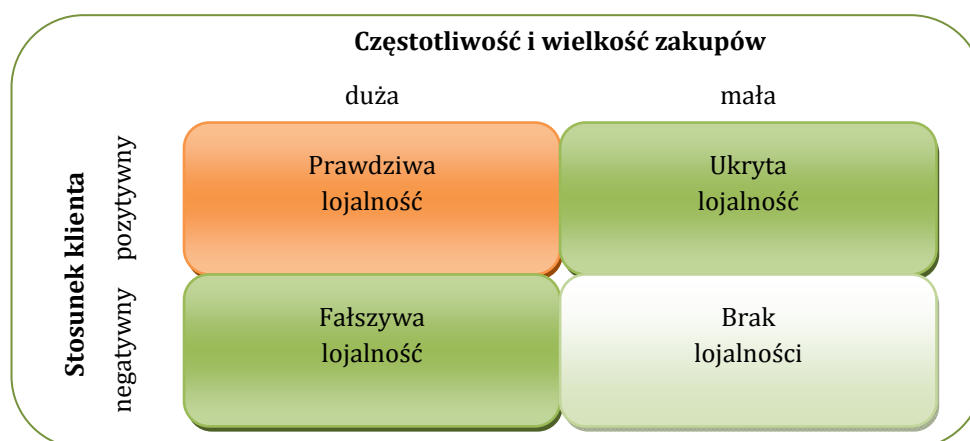 Częstotliwość i wielkość zakupów
duża
mała
Stosunek klienta
pozytywny
Prawdziwa
lojalność
Ukryta
lojalność
negatywny
Fałszywa
lojalność
Brak
lojalności